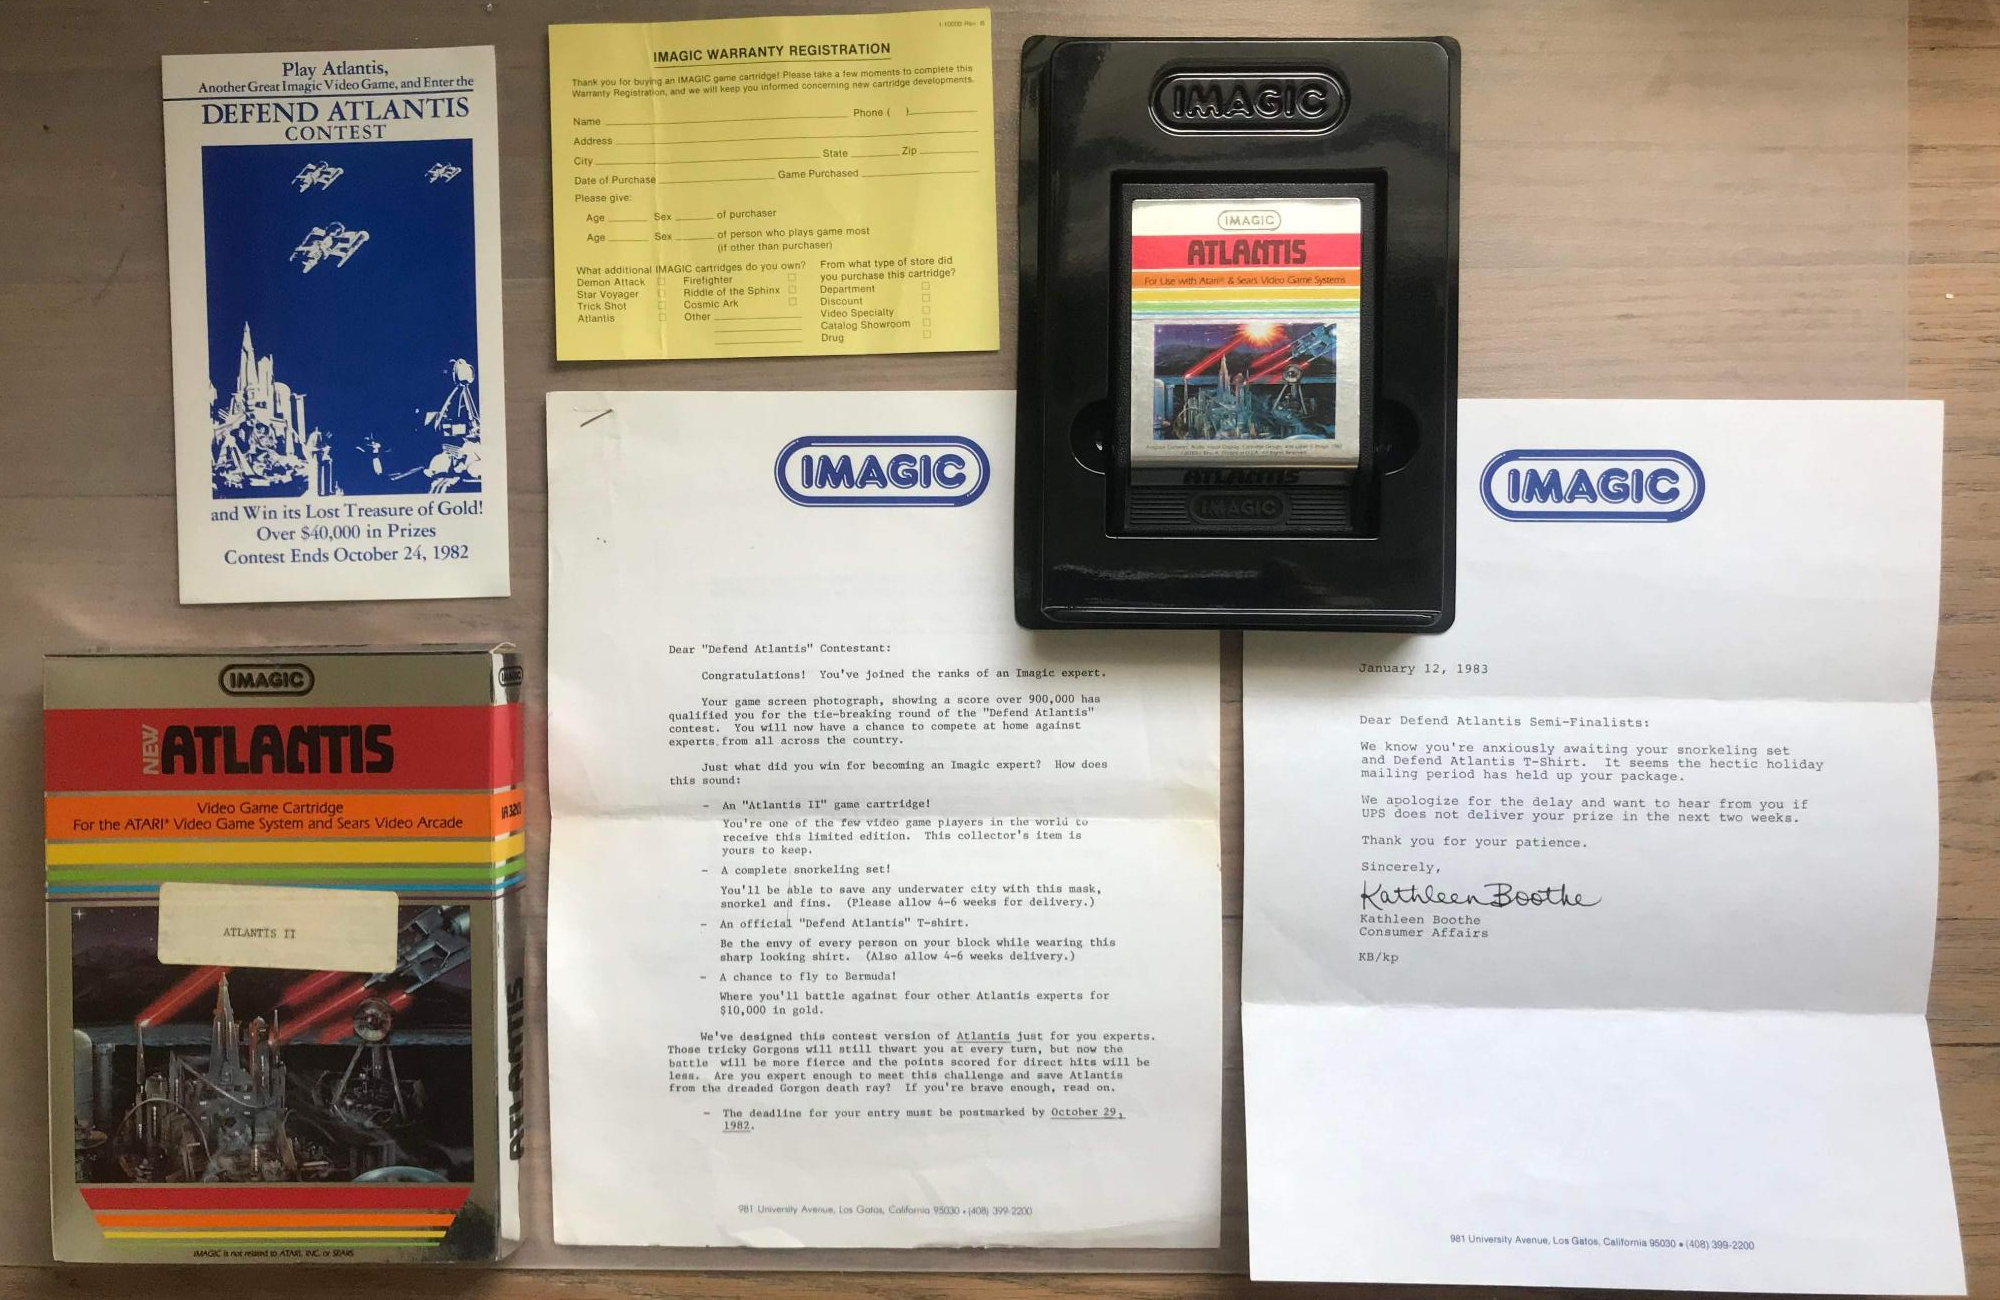 Play Atlantis,
Another Great Imagic Video Game, and Enter the
DEFEND ATLANTIS
CONTEST
and Win its Lost Treasure of Gold!
Over $40,000 in Prizes
Contest Ends October 24, 1982
IMAGIC WARRANTY REGISTRATION
Thank you for buying an IMAGIC game cartridge! Please take a few moments to complete this
Warranty Registration, and we will keep you informed concerning new cartridge developments.
Name Phone ( )
Address
City State Zip
Date of Purchase Game Purchased
Please give:
Age Sex of purchaser
Age Sex of person who plays game most
(if other than purchaser)
What additional IMAGIC cartridges do you own?
Demon Attack Firefighter
Star Voyager Riddle of the Sphinx
Trick Shot Cosmic Ark
Atlantis Other
From what type of store did
you purchase this cartridge?
Department
Discount
Video Specialty
Catalog Showroom
Drug
IMAGIC
IMAGIC
ATLANTIS
For Use with Atari® & Sears Video Game Systems
ATLANTIS
IMAGIC
IMAGIC
NEW ATLANTIS
Video Game Cartridge
For the ATARI® Video Game System and Sears Video Arcade
ATLANTIS II
IMAGIC is not related to ATARI, INC. or SEARS
IMAGIC
IA3203
ATLANTIS
IMAGIC
Dear "Defend Atlantis" Contestant:
Congratulations! You've joined the ranks of an Imagic expert.
Your game screen photograph, showing a score over 900,000 has
qualified you for the tie-breaking round of the "Defend Atlantis"
contest. You will now have a chance to compete at home against
experts from all across the country.
Just what did you win for becoming an Imagic expert? How does
this sound:
- An "Atlantis II" game cartridge!
You're one of the few video game players in the world to
receive this limited edition. This collector's item is
yours to keep.
- A complete snorkeling set!
You'll be able to save any underwater city with this mask,
snorkel and fins. (Please allow 4-6 weeks for delivery.)
- An official "Defend Atlantis" T-shirt.
Be the envy of every person on your block while wearing this
sharp looking shirt. (Also allow 4-6 weeks delivery.)
- A chance to fly to Bermuda!
Where you'll battle against four other Atlantis experts for
$10,000 in gold.
We've designed this contest version of Atlantis just for you experts.
Those tricky Gorgons will still thwart you at every turn, but now the
battle will be more fierce and the points scored for direct hits will be
less. Are you expert enough to meet this challenge and save Atlantis
from the dreaded Gorgon death ray? If you're brave enough, read on.
- The deadline for your entry must be postmarked by October 29,
1982.
981 University Avenue, Los Gatos, California 95030 • (408) 399-2200
IMAGIC
January 12, 1983
Dear Defend Atlantis Semi-Finalists:
We know you're anxiously awaiting your snorkeling set
and Defend Atlantis T-Shirt. It seems the hectic holiday
mailing period has held up your package.
We apologize for the delay and want to hear from you if
UPS does not deliver your prize in the next two weeks.
Thank you for your patience.
Sincerely,
Kathleen Boothe
Kathleen Boothe
Consumer Affairs
KB/kp
981 University Avenue, Los Gatos, California 95030 • (408) 399-2200